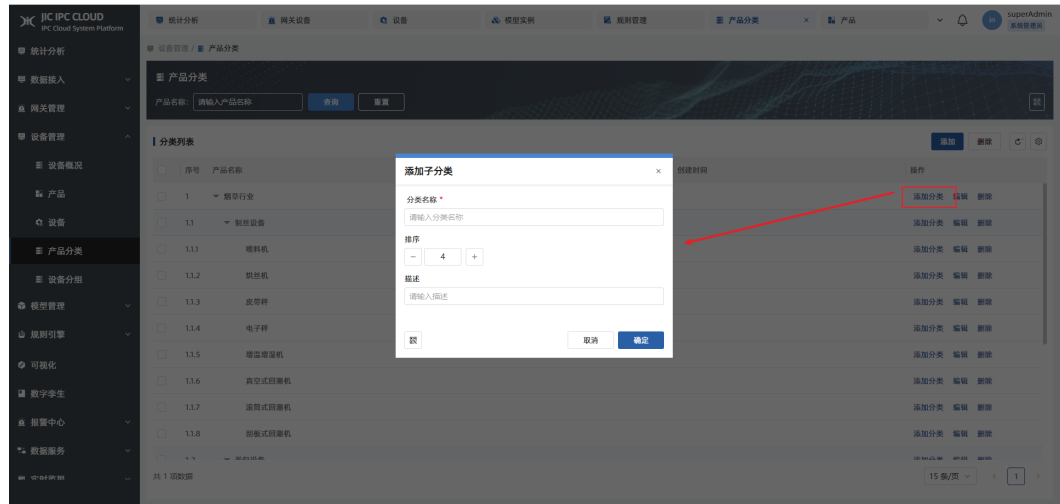 JIC IPC CLOUD
IPC Cloud System Platform
统计分析 网关设备 设备 模型实例 规则管理 产品分类 × 产品
superAdmin
系统管理员
设备管理 / 产品分类
统计分析
数据接入
网关管理
设备管理
设备概况
产品
设备
产品分类
设备分组
模型管理
规则引擎
可视化
数字孪生
报警中心
数据服务
实时监视
产品分类
产品名称: 请输入产品名称 查询 重置
分类列表 添加 删除
序号 产品名称 创建时间 操作
1 烟草行业 添加分类 编辑 删除
1.1 制丝设备 添加分类 编辑 删除
1.1.1 喂料机 添加分类 编辑 删除
1.1.2 烘丝机 添加分类 编辑 删除
1.1.3 皮带秤 添加分类 编辑 删除
1.1.4 电子秤 添加分类 编辑 删除
1.1.5 增温增湿机 添加分类 编辑 删除
1.1.6 真空式回潮机 添加分类 编辑 删除
1.1.7 滚筒式回潮机 添加分类 编辑 删除
1.1.8 刮板式回潮机 添加分类 编辑 删除
共 1 项数据 15 条/页 1
添加子分类 ×
分类名称 *
请输入分类名称
排序
− 4 +
描述
请输入描述
取消 确定